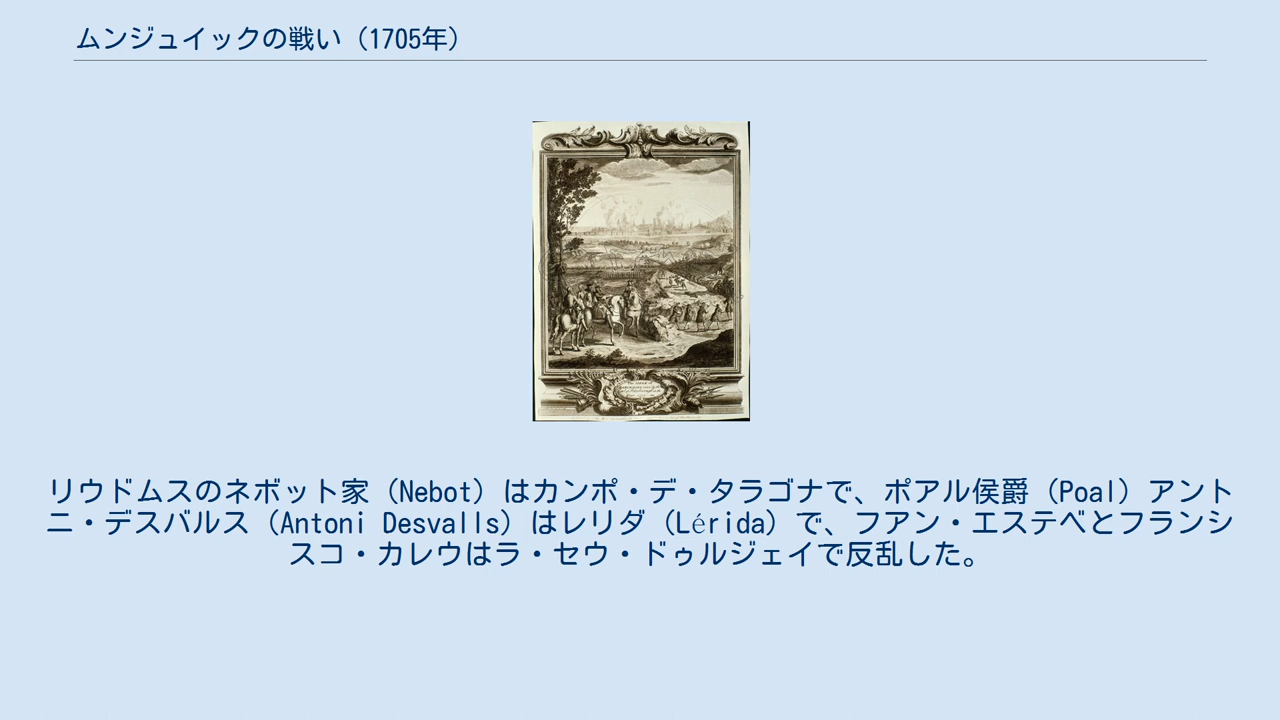 ムンジュイックの戦い（1705年）
リウドムスのネボット家（Nebot）はカンポ・デ・タラゴナで、ポアル侯爵（Poal）アント
ニ・デスバルス（Antoni Desvalls）はレリダ（Lérida）で、フアン・エステベとフランシ
スコ・カレウはラ・セウ・ドゥルジェイで反乱した。